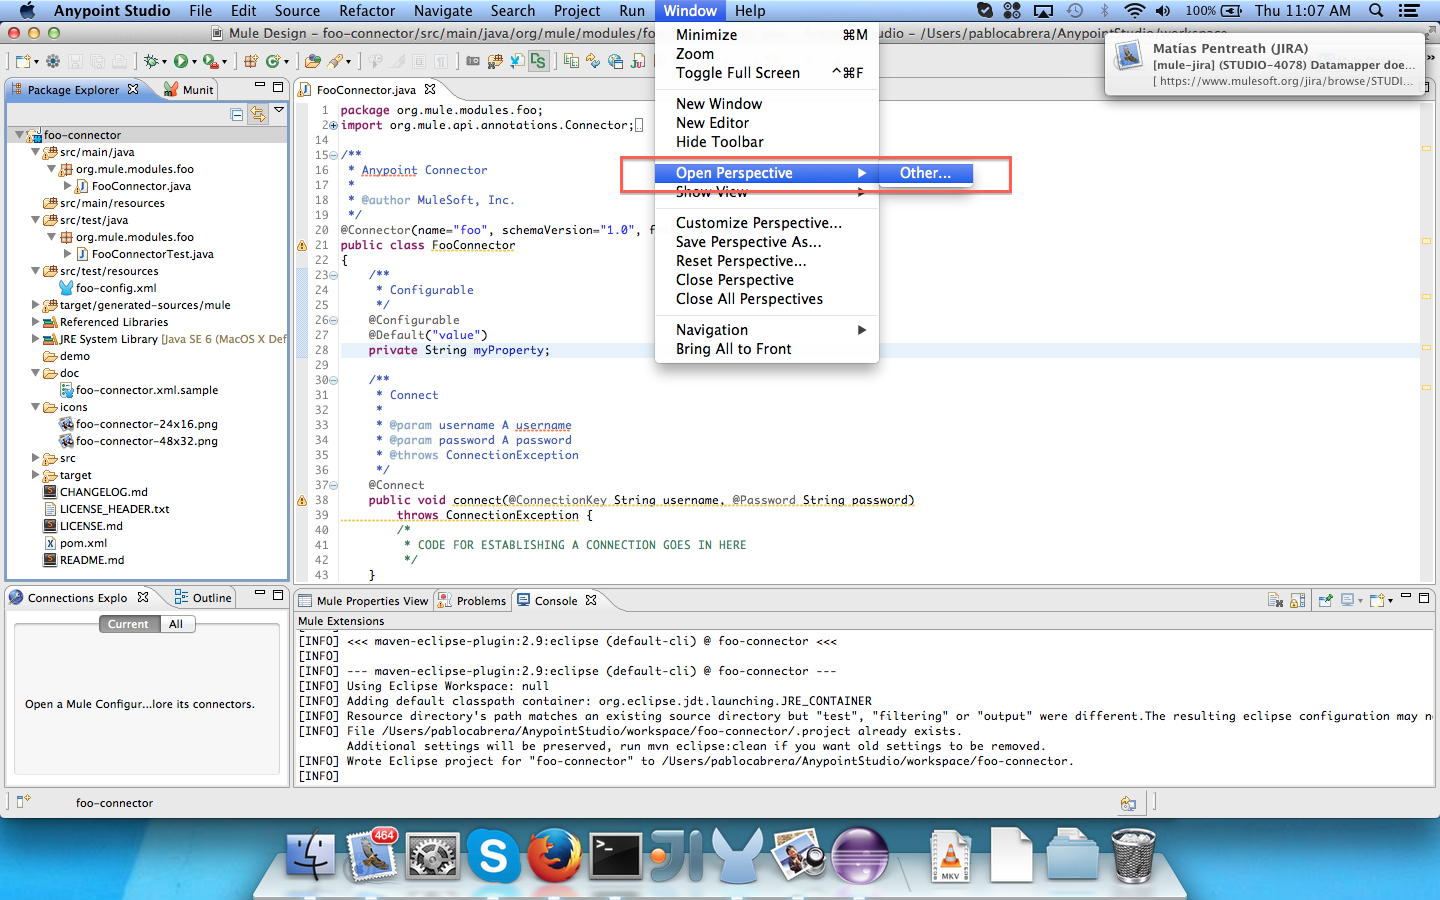 Anypoint Studio File Edit Source Refactor Navigate Search Project Run Window Help 100% Thu 11:07 AM
Mule Design – foo-connector/src/main/java/org/mule/modules/fo
tudio – /Users/pablocabrera/AnypointStudio/workspace
Minimize ⌘M
Zoom
Toggle Full Screen ^⌘F
New Window
New Editor
Hide Toolbar
Open Perspective ▶ Other...
Show View ▶
Customize Perspective...
Save Perspective As...
Reset Perspective...
Close Perspective
Close All Perspectives
Navigation ▶
Bring All to Front
Matías Pentreath (JIRA)
[mule-jira] (STUDIO-4078) Datamapper doe...
[ https://www.mulesoft.org/jira/browse/STUDI...
Package Explorer Munit
foo-connector
src/main/java
org.mule.modules.foo
FooConnector.java
src/main/resources
src/test/java
org.mule.modules.foo
FooConnectorTest.java
src/test/resources
foo-config.xml
target/generated-sources/mule
Referenced Libraries
JRE System Library [Java SE 6 (MacOS X Def
demo
doc
foo-connector.xml.sample
icons
foo-connector-24x16.png
foo-connector-48x32.png
src
target
CHANGELOG.md
LICENSE_HEADER.txt
LICENSE.md
pom.xml
README.md
FooConnector.java
1 package org.mule.modules.foo;
2 import org.mule.api.annotations.Connector;
14
15 /**
16 * Anypoint Connector
17 *
18 * @author MuleSoft, Inc.
19 */
20 @Connector(name="foo", schemaVersion="1.0", f
21 public class FooConnector
22 {
23 /**
24 * Configurable
25 */
26 @Configurable
27 @Default("value")
28 private String myProperty;
29
30 /**
31 * Connect
32 *
33 * @param username A username
34 * @param password A password
35 * @throws ConnectionException
36 */
37 @Connect
38 public void connect(@ConnectionKey String username, @Password String password)
39 throws ConnectionException {
40 /*
41 * CODE FOR ESTABLISHING A CONNECTION GOES IN HERE
42 */
43 }
Connections Explo Outline
Current All
Open a Mule Configur...lore its connectors.
Mule Properties View Problems Console
Mule Extensions
[INFO] <<< maven-eclipse-plugin:2.9:eclipse (default-cli) @ foo-connector <<<
[INFO]
[INFO] --- maven-eclipse-plugin:2.9:eclipse (default-cli) @ foo-connector ---
[INFO] Using Eclipse Workspace: null
[INFO] Adding default classpath container: org.eclipse.jdt.launching.JRE_CONTAINER
[INFO] Resource directory's path matches an existing source directory but "test", "filtering" or "output" were different.The resulting eclipse configuration may n
[INFO] File /Users/pablocabrera/AnypointStudio/workspace/foo-connector/.project already exists.
Additional settings will be preserved, run mvn eclipse:clean if you want old settings to be removed.
[INFO] Wrote Eclipse project for "foo-connector" to /Users/pablocabrera/AnypointStudio/workspace/foo-connector.
[INFO]
foo-connector
464
MKV